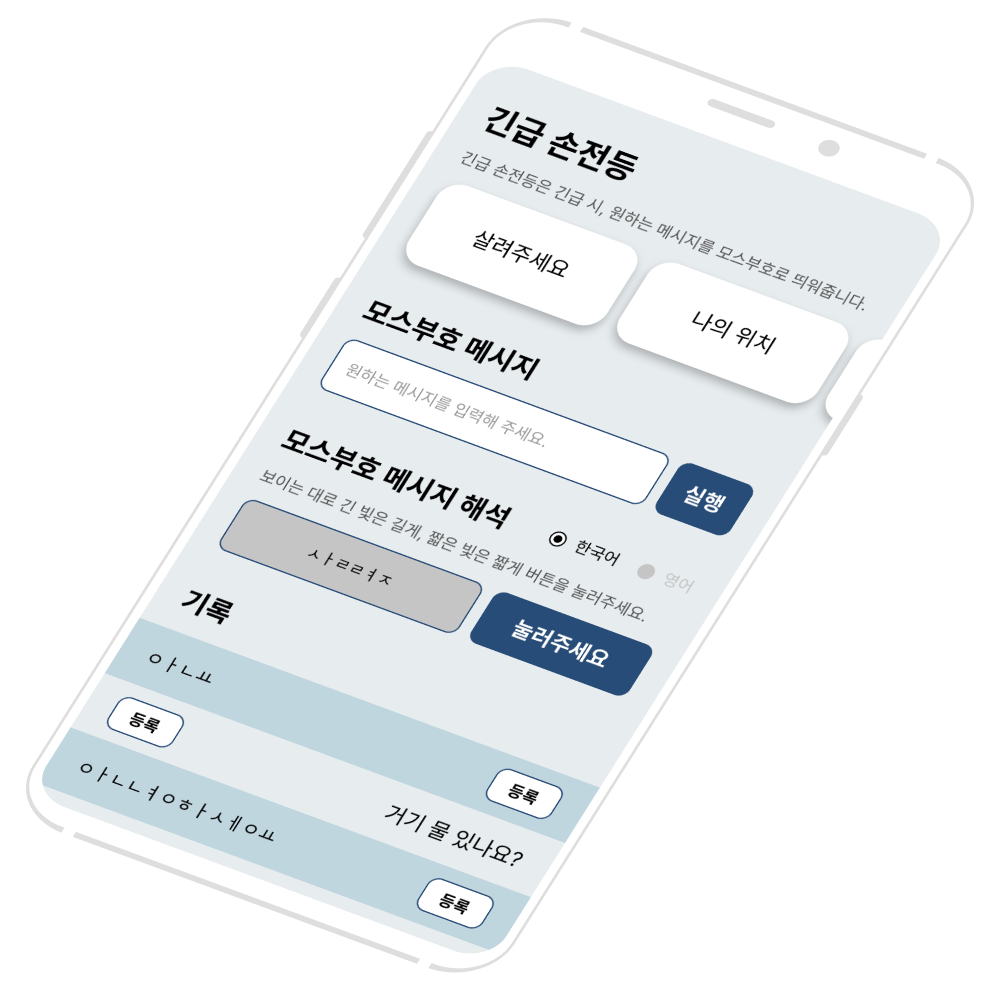 긴급 손전등
긴급 손전등은 긴급 시, 원하는 메시지를 모스부호로 띄워줍니다.
살려주세요
나의 위치
모스부호 메시지
원하는 메시지를 입력해 주세요.
실행
모스부호 메시지 해석
한국어
영어
보이는 대로 긴 빛은 길게, 짧은 빛은 짧게 버튼을 눌러주세요.
ㅅㅏㄹㄹㅕㅈ
눌러주세요
기록
ㅇㅏㄴㅛ
등록
등록
거기 물 있나요?
ㅇㅏㄴㄴㅕㅇㅎㅏㅅㅔㅇㅛ
등록